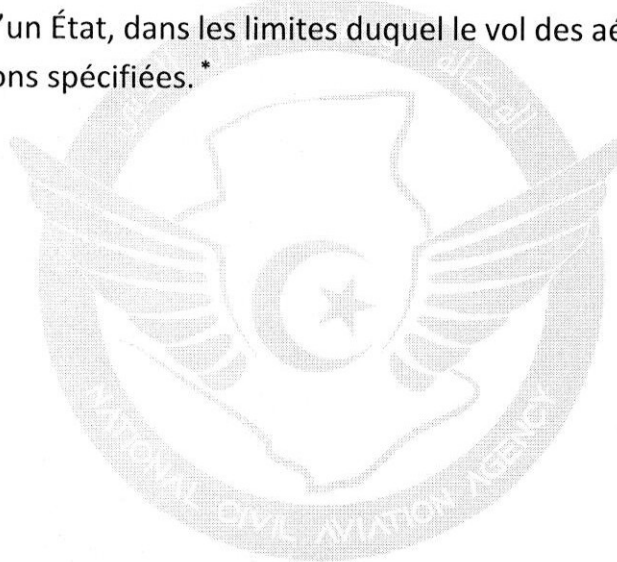 ’un État, dans les limites duquel le vol des aé
ons spécifiées. *
NATIONAL CIVIL AVIATION AGENCY